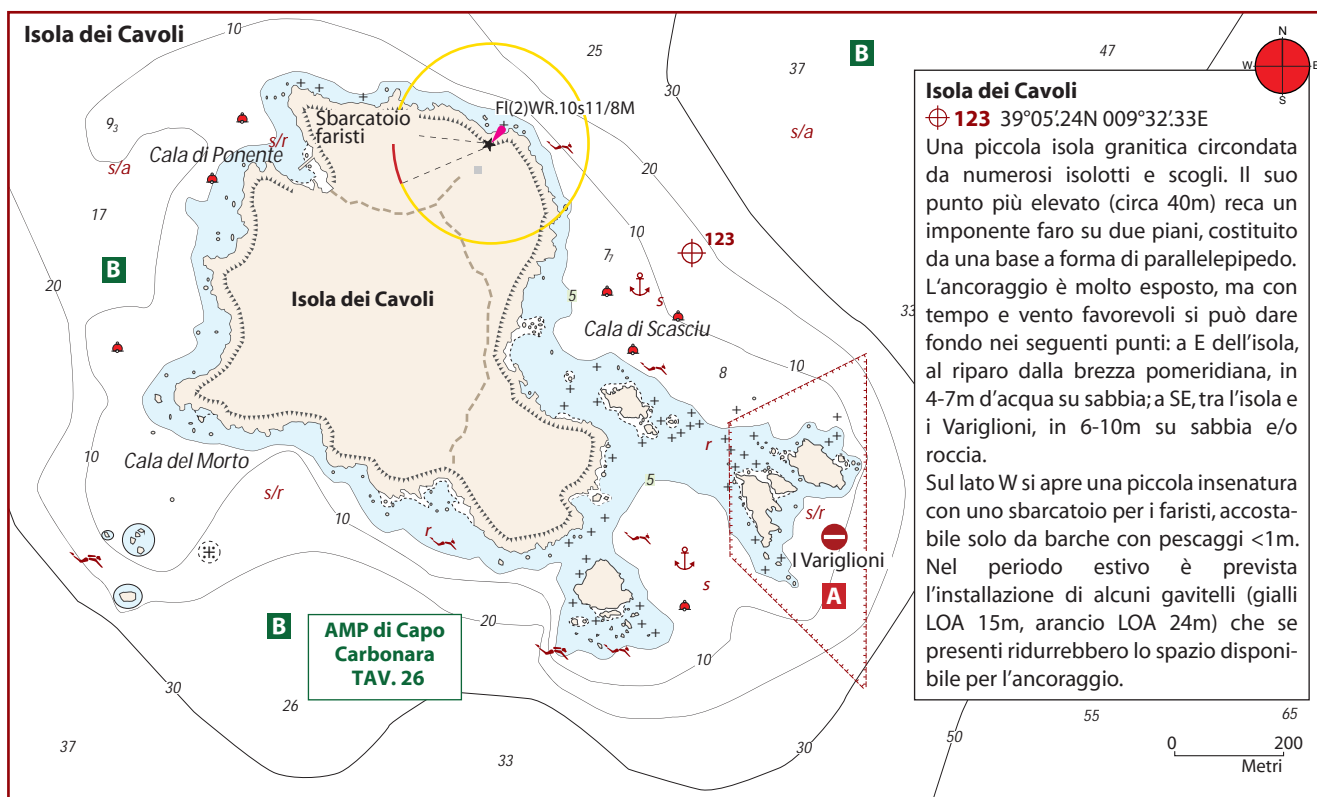 Isola dei Cavoli
10
25
47
37
B
N
W
E
S
30
Fl(2)WR.10s11/8M
Sbarcatoio
faristi
9₃
s/r
s/a
Cala di Ponente
s/a
20
17
10
123
7₇
B
20
Isola dei Cavoli
5
s
33
Cala di Scasciu
10
8
10
Cala del Morto
r
s/r
5
10
s/r
r
I Variglioni
s
A
B
20
AMP di Capo
Carbonara
TAV. 26
10
30
26
37
33
30
50
55
65
0
200
Metri
Isola dei Cavoli
123 39°05'.24N 009°32'.33E
Una piccola isola granitica circondata
da numerosi isolotti e scogli. Il suo
punto più elevato (circa 40m) reca un
imponente faro su due piani, costituito
da una base a forma di parallelepipedo.
L'ancoraggio è molto esposto, ma con
tempo e vento favorevoli si può dare
fondo nei seguenti punti: a E dell'isola,
al riparo dalla brezza pomeridiana, in
4-7m d'acqua su sabbia; a SE, tra l'isola e
i Variglioni, in 6-10m su sabbia e/o
roccia.
Sul lato W si apre una piccola insenatura
con uno sbarcatoio per i faristi, accosta-
bile solo da barche con pescaggi <1m.
Nel periodo estivo è prevista
l'installazione di alcuni gavitelli (gialli
LOA 15m, arancio LOA 24m) che se
presenti ridurrebbero lo spazio disponi-
bile per l'ancoraggio.